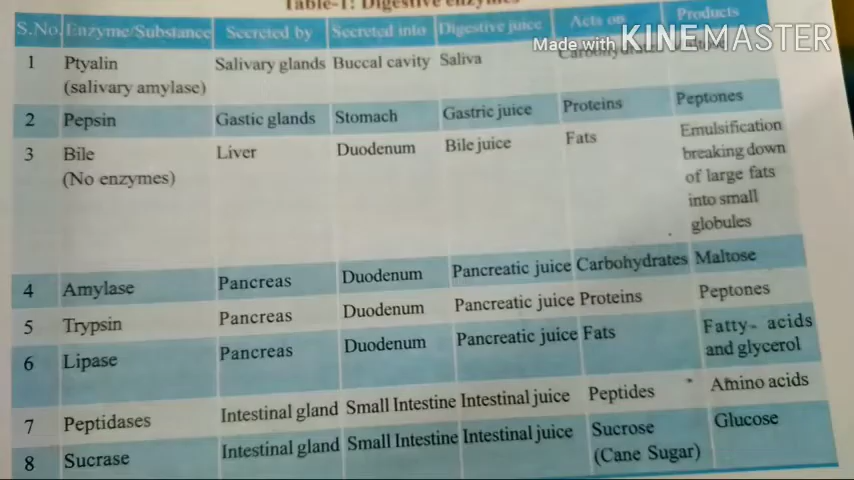 Table-1: Digestive enzymes
S.No. Enzyme/Substance Secreted by Secreted into Digestive juice Acts on Products
Made with KINEMASTER
1 Ptyalin Salivary glands Buccal cavity Saliva Carbohydrates
(salivary amylase)
2 Pepsin Gastic glands Stomach Gastric juice Proteins Peptones
3 Bile Liver Duodenum Bile juice Fats Emulsification
(No enzymes) breaking down
of large fats
into small
globules
4 Amylase Pancreas Duodenum Pancreatic juice Carbohydrates Maltose
5 Trypsin Pancreas Duodenum Pancreatic juice Proteins Peptones
6 Lipase Pancreas Duodenum Pancreatic juice Fats Fatty- acids
and glycerol
7 Peptidases Intestinal gland Small Intestine Intestinal juice Peptides Amino acids
8 Sucrase Intestinal gland Small Intestine Intestinal juice Sucrose Glucose
(Cane Sugar)